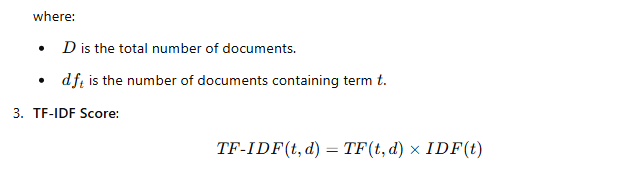 where:
• D is the total number of documents.
• df_t is the number of documents containing term t.
3. TF-IDF Score:
TF-IDF(t, d) = TF(t, d) × IDF(t)